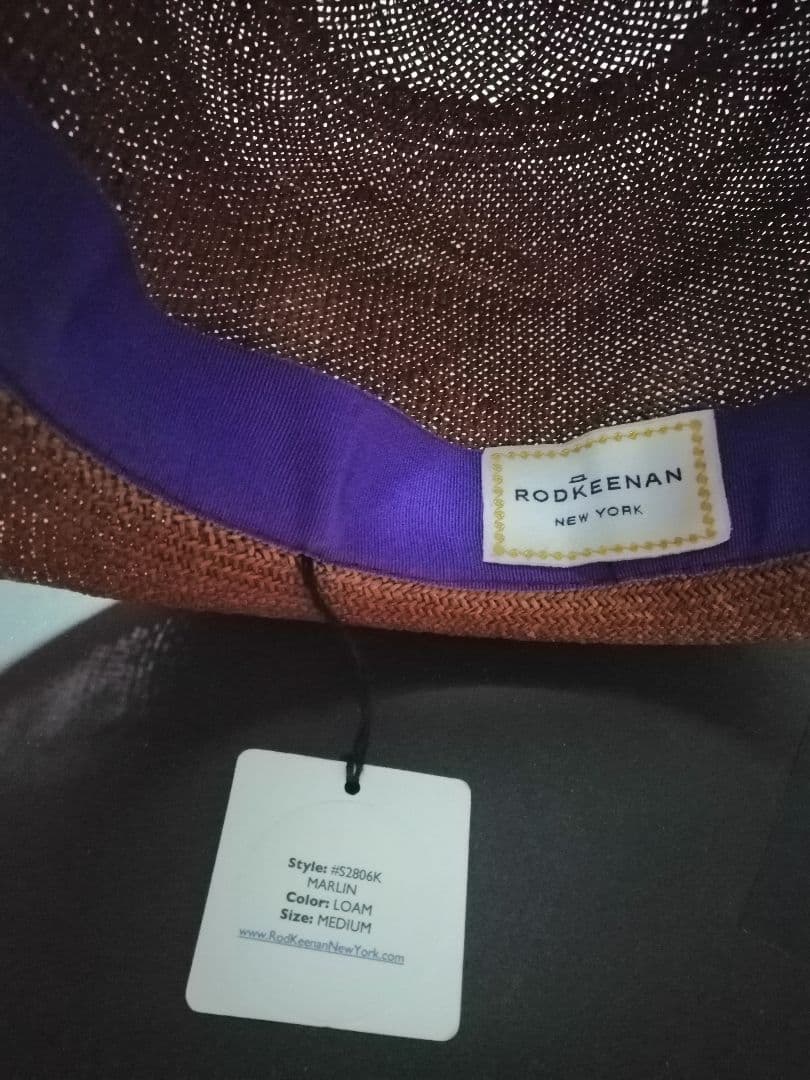 RODKEENAN
NEW YORK
Style: #S2806K
MARLIN
Color: LOAM
Size: MEDIUM
www.RodKeenanNewYork.com